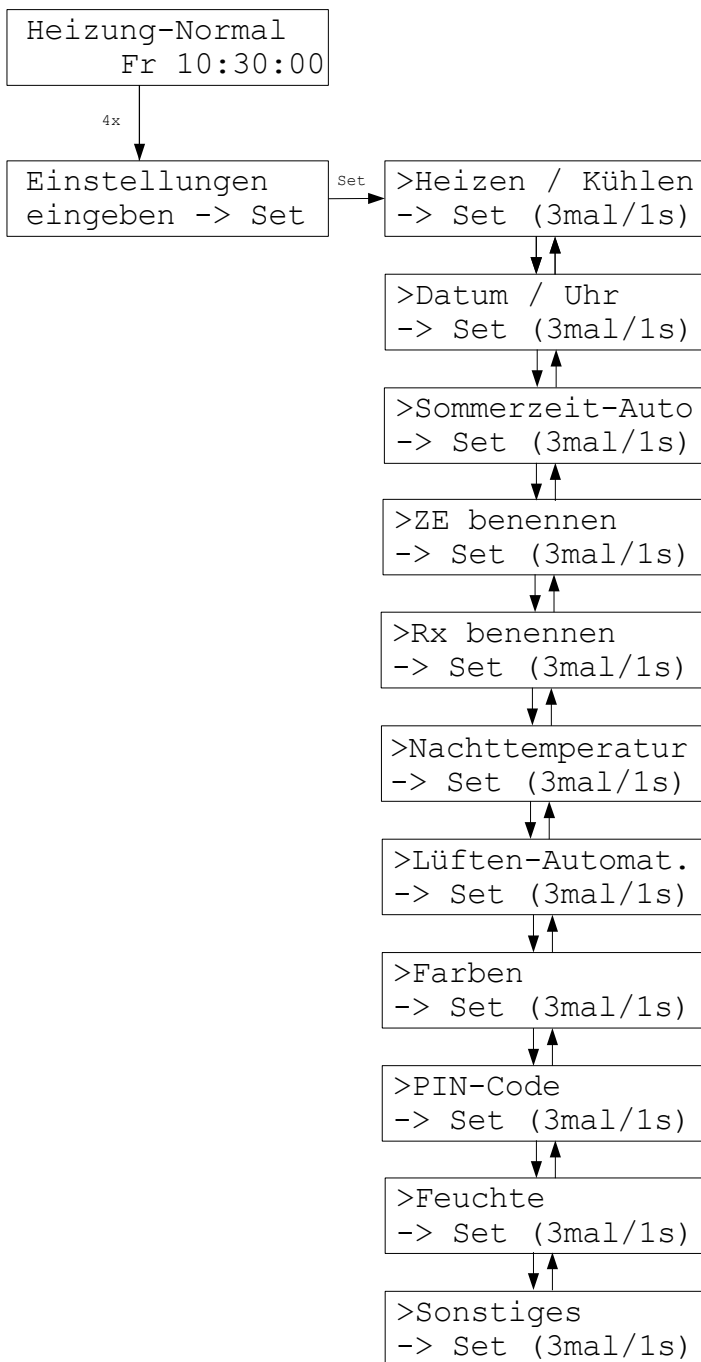 Heizung-Normal
Fr 10:30:00
4x
Einstellungen
eingeben -> Set
Set
>Heizen / Kühlen
-> Set (3mal/1s)
>Datum / Uhr
-> Set (3mal/1s)
>Sommerzeit-Auto
-> Set (3mal/1s)
>ZE benennen
-> Set (3mal/1s)
>Rx benennen
-> Set (3mal/1s)
>Nachttemperatur
-> Set (3mal/1s)
>Lüften-Automat.
-> Set (3mal/1s)
>Farben
-> Set (3mal/1s)
>PIN-Code
-> Set (3mal/1s)
>Feuchte
-> Set (3mal/1s)
>Sonstiges
-> Set (3mal/1s)